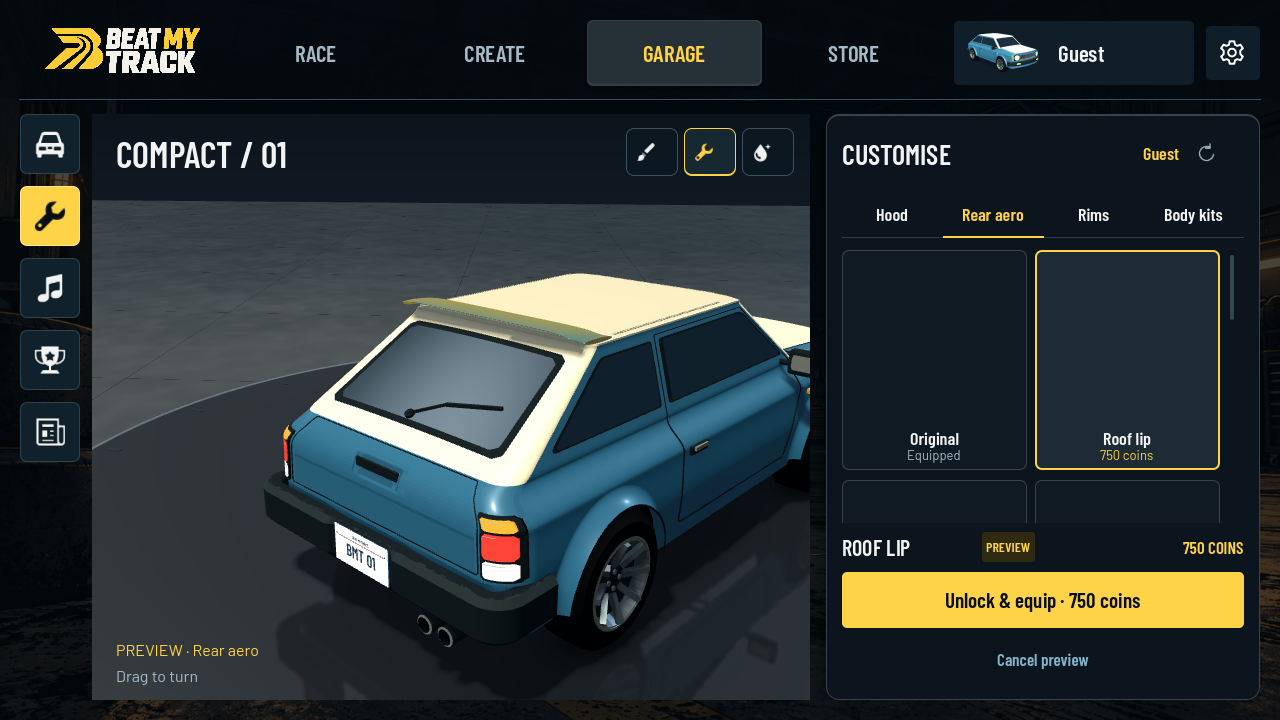 BEAT MY
TRACK
RACE
CREATE
GARAGE
STORE
Guest
COMPACT / 01
CUSTOMISE
Guest
Hood
Rear aero
Rims
Body kits
Original
Equipped
Roof lip
750 coins
BMT 01
ROOF LIP
PREVIEW
750 COINS
Unlock & equip · 750 coins
Cancel preview
PREVIEW · Rear aero
Drag to turn